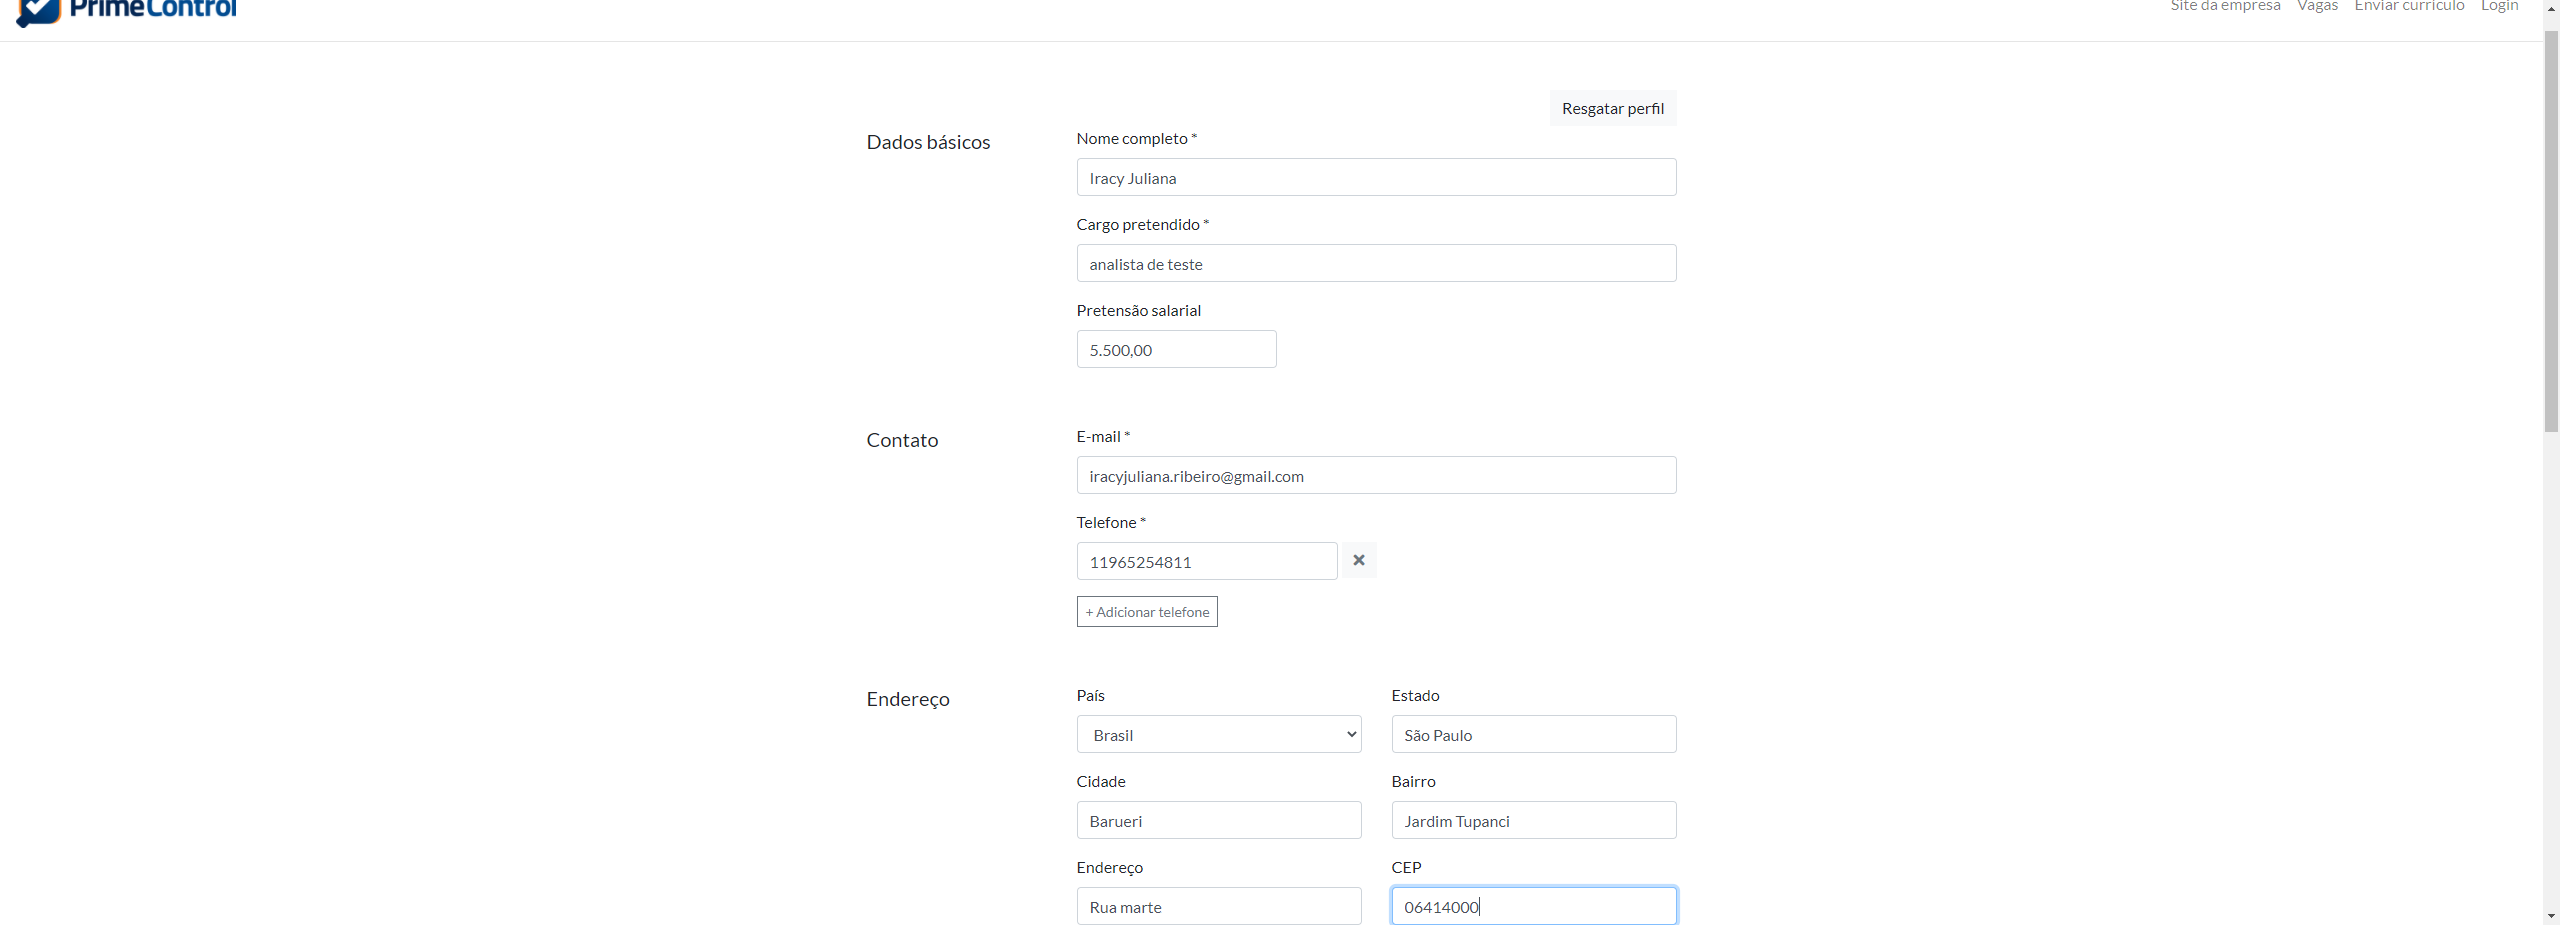 PrimeControl
Site da empresa Vagas Enviar currículo Login
Resgatar perfil
Dados básicos
Nome completo *
Iracy Juliana
Cargo pretendido *
analista de teste
Pretensão salarial
5.500,00
Contato
E-mail *
iracyjuliana.ribeiro@gmail.com
Telefone *
11965254811
+ Adicionar telefone
Endereço
País Estado
Brasil São Paulo
Cidade Bairro
Barueri Jardim Tupanci
Endereço CEP
Rua marte 06414000